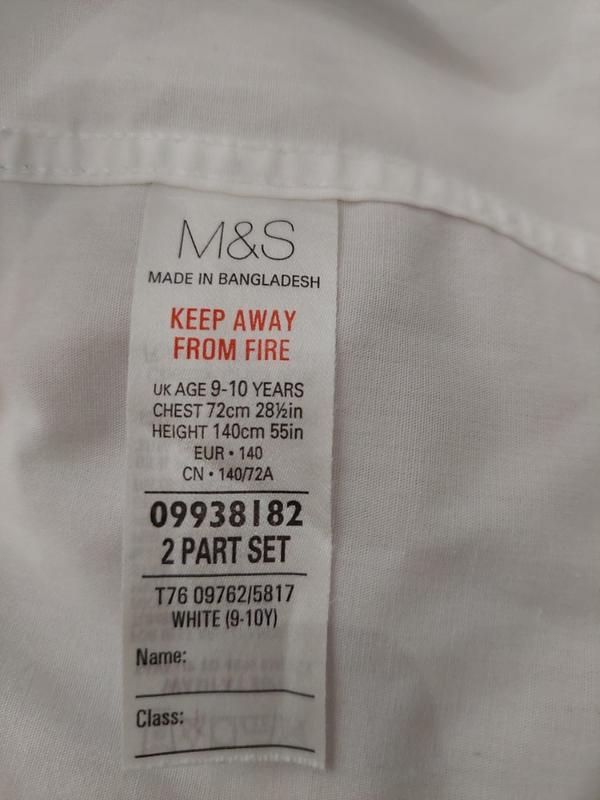 M&S
MADE IN BANGLADESH
KEEP AWAY
FROM FIRE
UK AGE 9-10 YEARS
CHEST 72cm 28½in
HEIGHT 140cm 55in
EUR • 140
CN • 140/72A
09938182
2 PART SET
T76 09762/5817
WHITE (9-10Y)
Name:
Class: